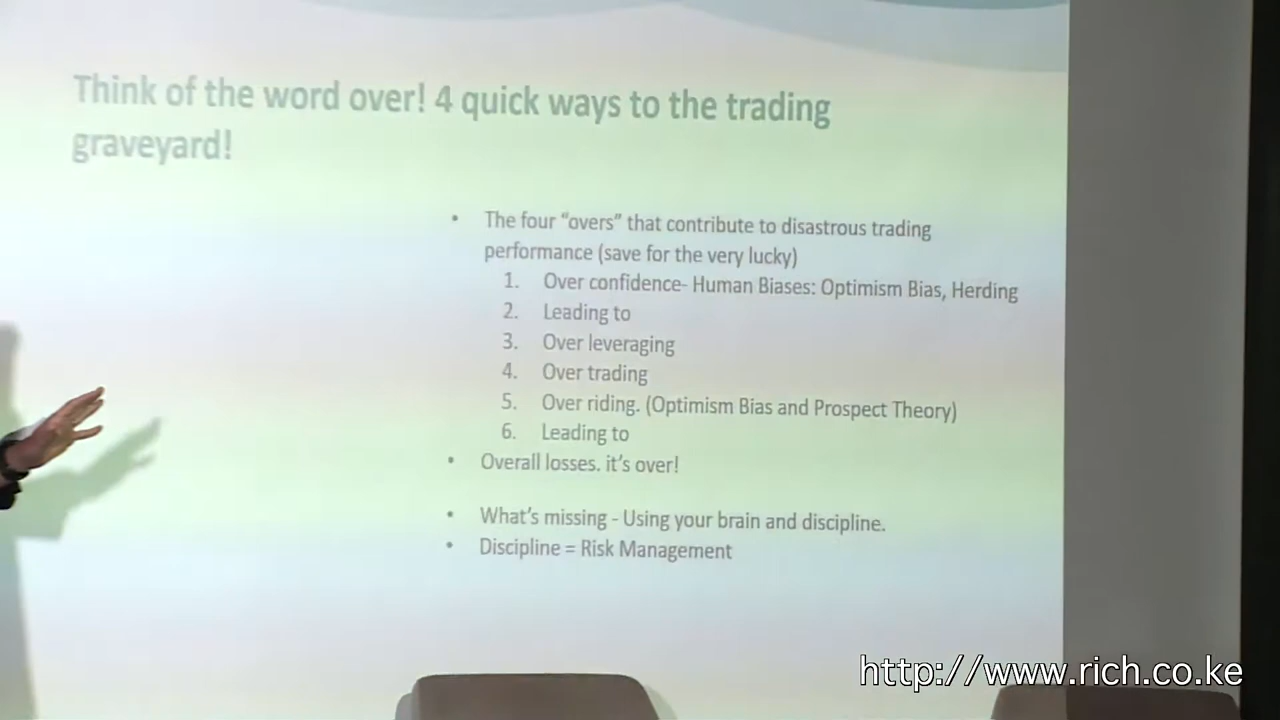 Think of the word over! 4 quick ways to the trading
graveyard!
• The four “overs” that contribute to disastrous trading
performance (save for the very lucky)
1. Over confidence- Human Biases: Optimism Bias, Herding
2. Leading to
3. Over leveraging
4. Over trading
5. Over riding. (Optimism Bias and Prospect Theory)
6. Leading to
• Overall losses. it’s over!
• What’s missing - Using your brain and discipline.
• Discipline = Risk Management
http://www.rich.co.ke